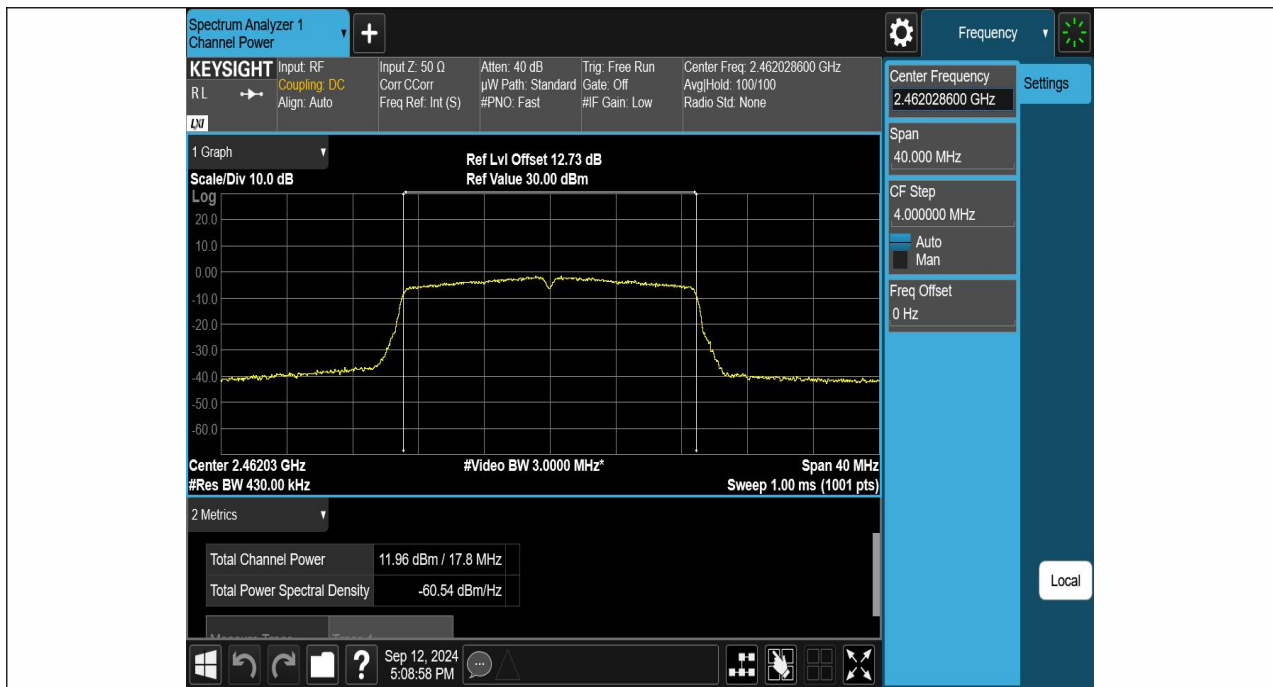 Spectrum Analyzer 1
Channel Power
+
Frequency
KEYSIGHT
R L
LXI
Input: RF
Coupling: DC
Align: Auto
Input Z: 50 Ω
Corr CCorr
Freq Ref: Int (S)
Atten: 40 dB
µW Path: Standard
#PNO: Fast
Trig: Free Run
Gate: Off
#IF Gain: Low
Center Freq: 2.462028600 GHz
Avg|Hold: 100/100
Radio Std: None
Center Frequency
2.462028600 GHz
Settings
Span
40.000 MHz
CF Step
4.000000 MHz
Auto
Man
Freq Offset
0 Hz
1 Graph
Scale/Div 10.0 dB
Ref Lvl Offset 12.73 dB
Ref Value 30.00 dBm
Log
20.0
10.0
0.00
-10.0
-20.0
-30.0
-40.0
-50.0
-60.0
Center 2.46203 GHz
#Res BW 430.00 kHz
#Video BW 3.0000 MHz*
Span 40 MHz
Sweep 1.00 ms (1001 pts)
2 Metrics
Total Channel Power 11.96 dBm / 17.8 MHz
Total Power Spectral Density -60.54 dBm/Hz
Local
?
Sep 12, 2024
5:08:58 PM